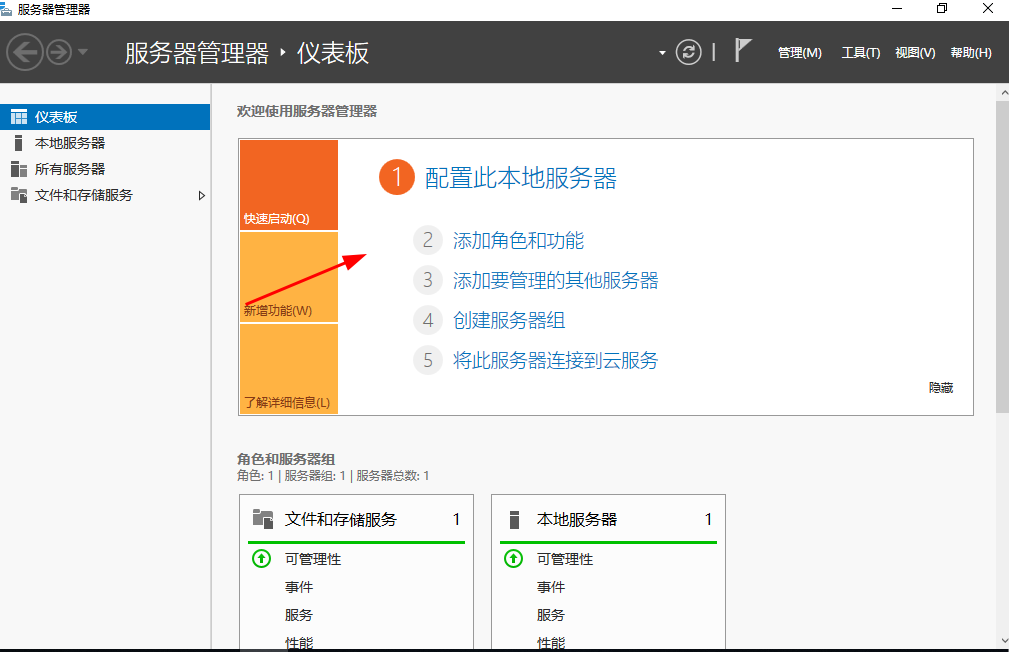 服务器管理器
服务器管理器 ‣ 仪表板
管理(M) 工具(T) 视图(V) 帮助(H)
仪表板
本地服务器
所有服务器
文件和存储服务
欢迎使用服务器管理器
快速启动(Q)
新增功能(W)
了解详细信息(L)
1 配置此本地服务器
2 添加角色和功能
3 添加要管理的其他服务器
4 创建服务器组
5 将此服务器连接到云服务
隐藏
角色和服务器组
角色: 1 | 服务器组: 1 | 服务器总数: 1
文件和存储服务 1
可管理性
事件
服务
性能
本地服务器 1
可管理性
事件
服务
性能